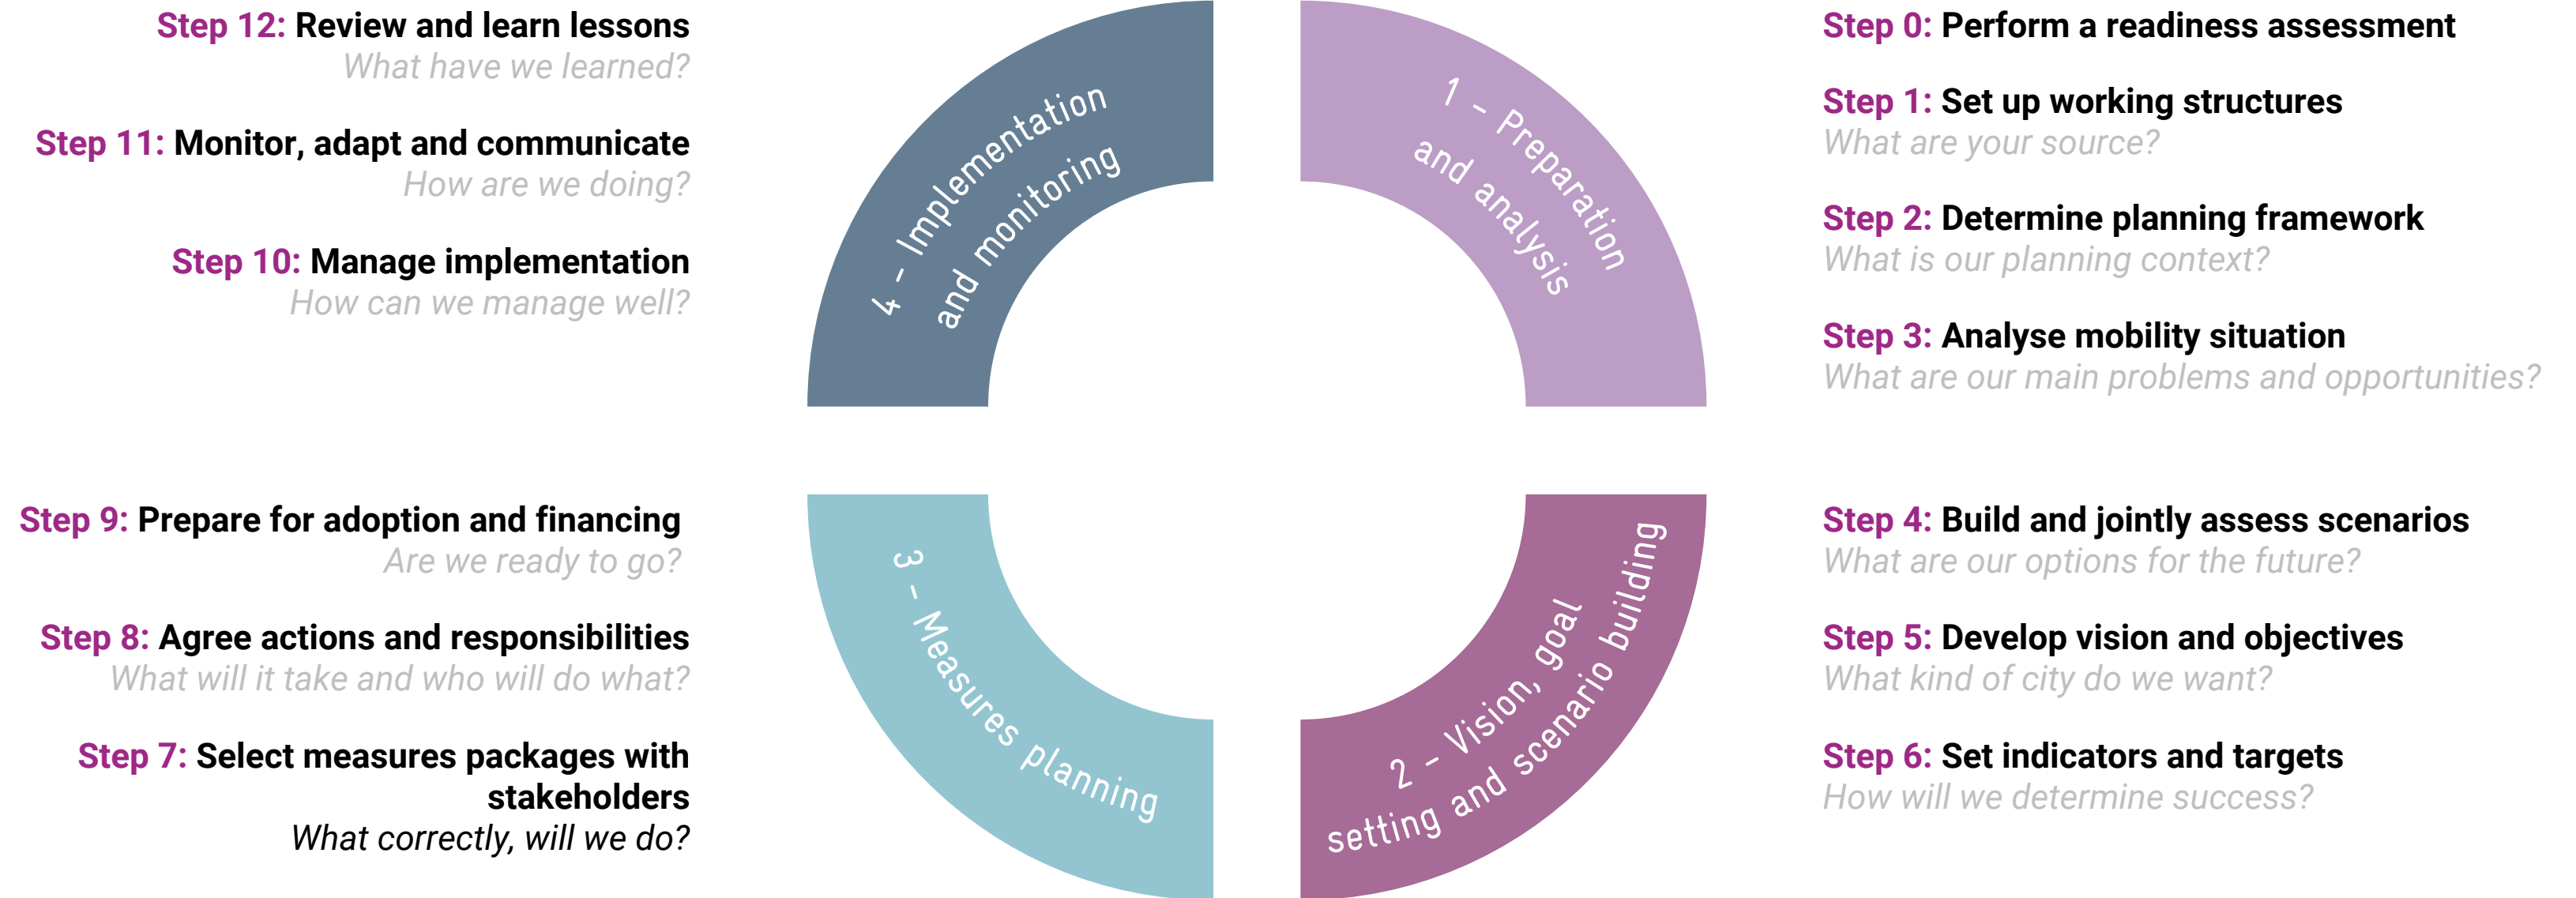 Step 12: Review and learn lessons
What have we learned?
Step 11: Monitor, adapt and communicate
How are we doing?
Step 10: Manage implementation
How can we manage well?
4 - Implementation
and monitoring
1 - Preparation
and analysis
Step 0: Perform a readiness assessment
Step 1: Set up working structures
What are your source?
Step 2: Determine planning framework
What is our planning context?
Step 3: Analyse mobility situation
What are our main problems and opportunities?
Step 9: Prepare for adoption and financing
Are we ready to go?
Step 8: Agree actions and responsibilities
What will it take and who will do what?
Step 7: Select measures packages with
stakeholders
What correctly, will we do?
3 - Measures planning
2 - Vision, goal
setting and scenario building
Step 4: Build and jointly assess scenarios
What are our options for the future?
Step 5: Develop vision and objectives
What kind of city do we want?
Step 6: Set indicators and targets
How will we determine success?